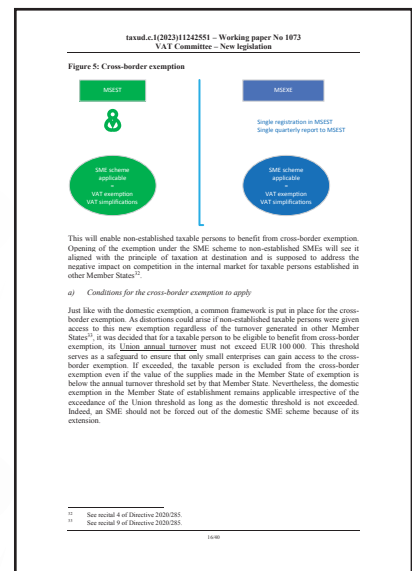 taxud.c.1(2023)11242551 – Working paper No 1073
VAT Committee – New legislation
Figure 5: Cross-border exemption
MSEST
MSEXE
Single registration in MSEST
Single quarterly report to MSEST
SME scheme
applicable
=
VAT exemption
VAT simplifications
SME scheme
applicable
=
VAT exemption
VAT simplifications
This will enable non-established taxable persons to benefit from cross-border exemption.
Opening of the exemption under the SME scheme to non-established SMEs will see it
aligned with the principle of taxation at destination and is supposed to address the
negative impact on competition in the internal market for taxable persons established in
other Member States³².
a) Conditions for the cross-border exemption to apply
Just like with the domestic exemption, a common framework is put in place for the cross-
border exemption. As distortions could arise if non-established taxable persons were given
access to this new exemption regardless of the turnover generated in other Member
States³³, it was decided that for a taxable person to be eligible to benefit from cross-border
exemption, its Union annual turnover must not exceed EUR 100 000. This threshold
serves as a safeguard to ensure that only small enterprises can gain access to the cross-
border exemption. If exceeded, the taxable person is excluded from the cross-border
exemption even if the value of the supplies made in the Member State of exemption is
below the annual turnover threshold set by that Member State. Nevertheless, the domestic
exemption in the Member State of establishment remains applicable irrespective of the
exceedance of the Union threshold as long as the domestic threshold is not exceeded.
Indeed, an SME should not be forced out of the domestic SME scheme because of its
extension.
³² See recital 4 of Directive 2020/285.
³³ See recital 9 of Directive 2020/285.
16/40